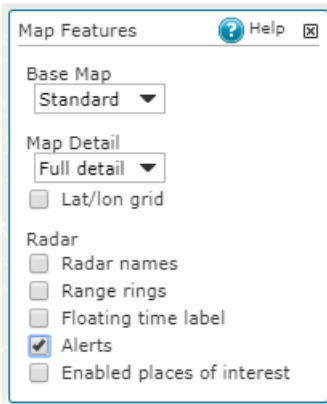 Map Features ? Help
Base Map
Standard
Map Detail
Full detail
Lat/lon grid
Radar
Radar names
Range rings
Floating time label
Alerts
Enabled places of interest